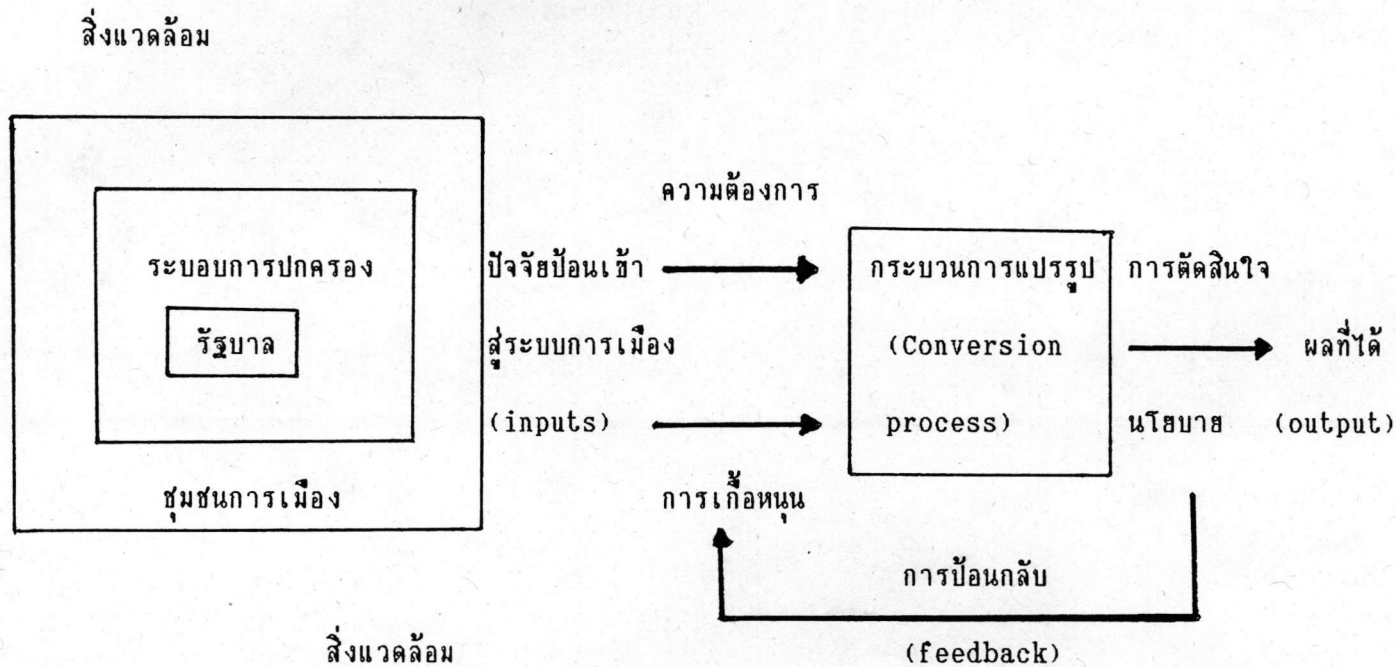 สิ่งแวดล้อม
ความต้องการ
ระบอบการปกครอง ปัจจัยป้อนเข้า กระบวนการแปรรูป การตัดสินใจ
รัฐบาล สู่ระบบการเมือง (Conversion ผลที่ได้
(inputs) process) นโยบาย (output)
ชุมชนการเมือง การเกื้อหนุน
การป้อนกลับ
สิ่งแวดล้อม (feedback)